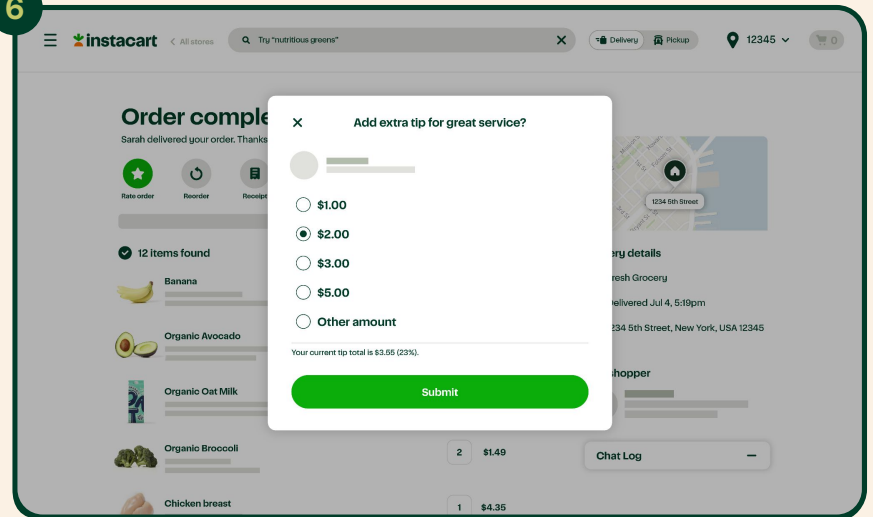 6
instacart
All stores
Try "nutritious greens"
Delivery
Pickup
12345
0
Order comple
Sarah delivered your order. Thanks
Rate order
Reorder
Receipt
12 items found
Banana
Organic Avocado
Organic Oat Milk
Organic Broccoli
2
$1.49
Chicken breast
1
$4.35
Add extra tip for great service?
$1.00
$2.00
$3.00
$5.00
Other amount
Your current tip total is $3.55 (23%).
Submit
1234 5th Street
ery details
resh Grocery
elivered Jul 4, 5:19pm
234 5th Street, New York, USA 12345
hopper
Chat Log